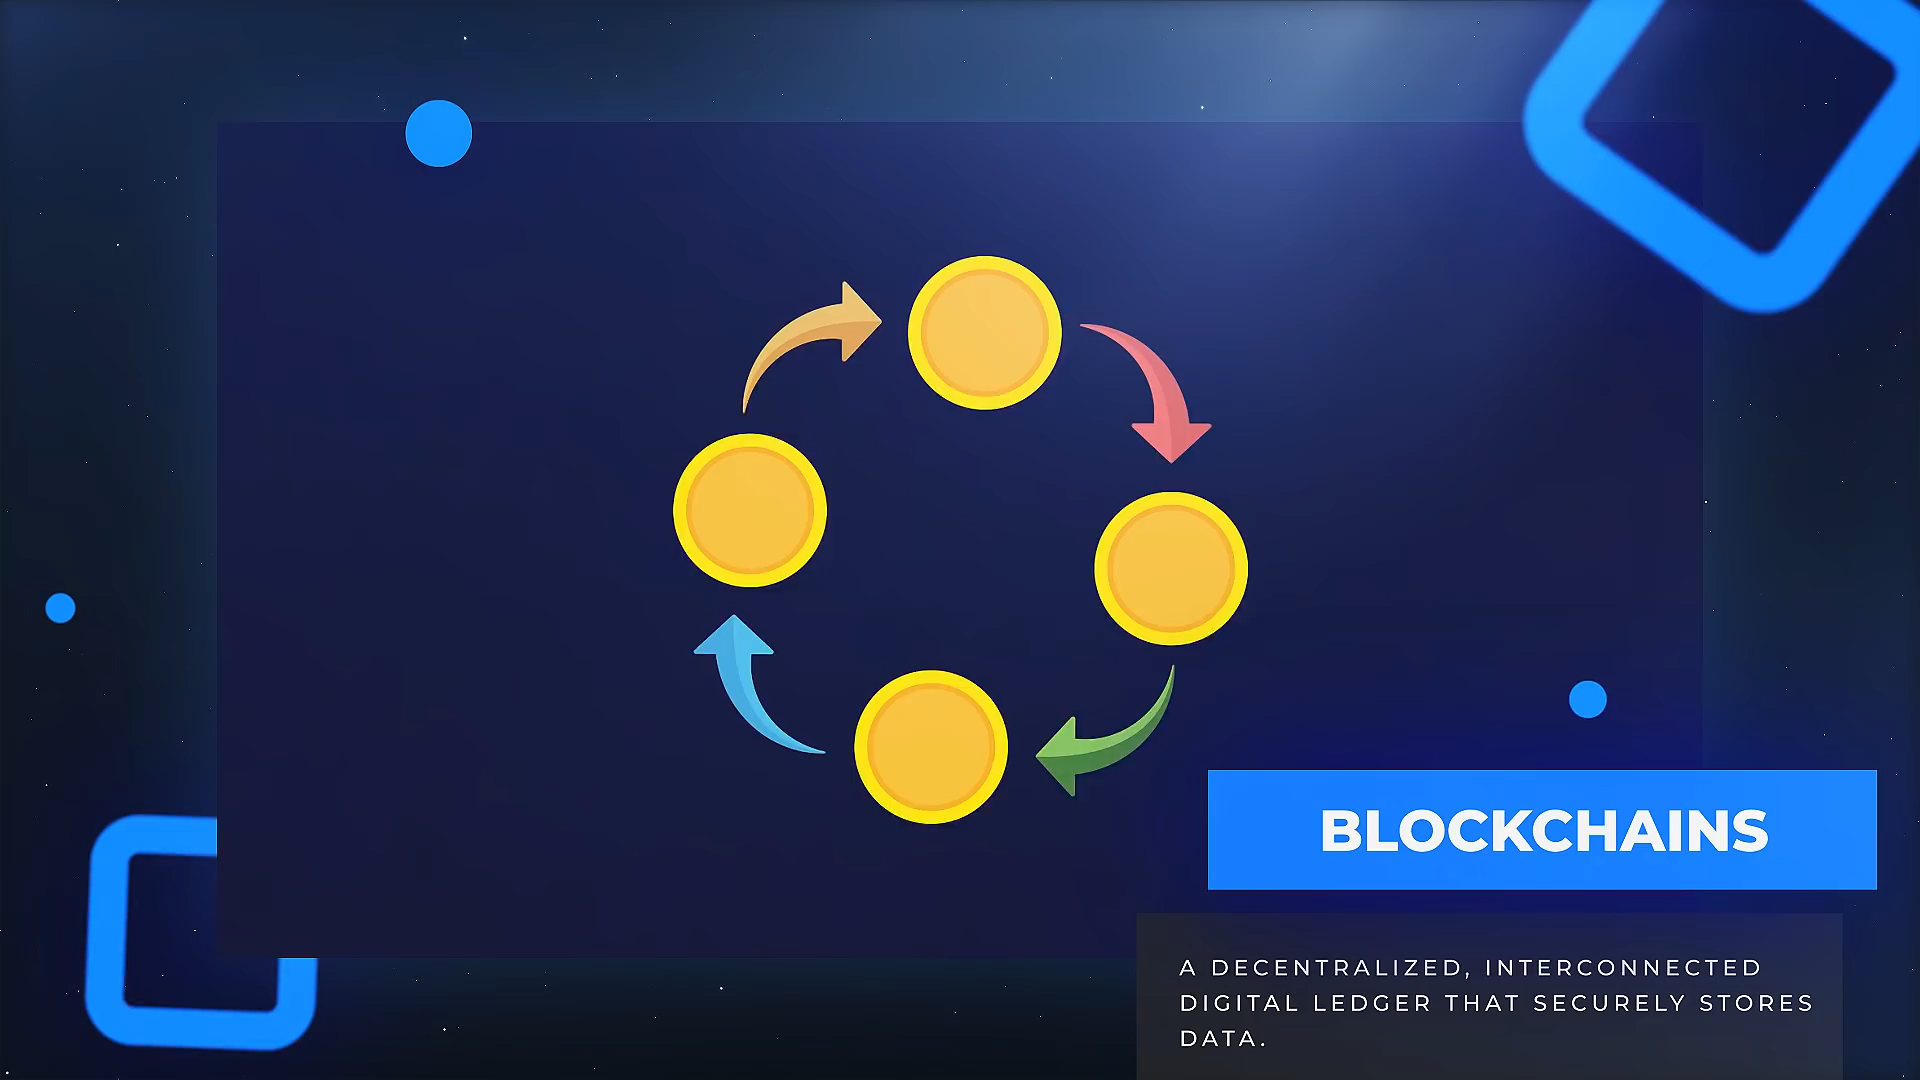 BLOCKCHAINS
A DECENTRALIZED, INTERCONNECTED
DIGITAL LEDGER THAT SECURELY STORES
DATA.